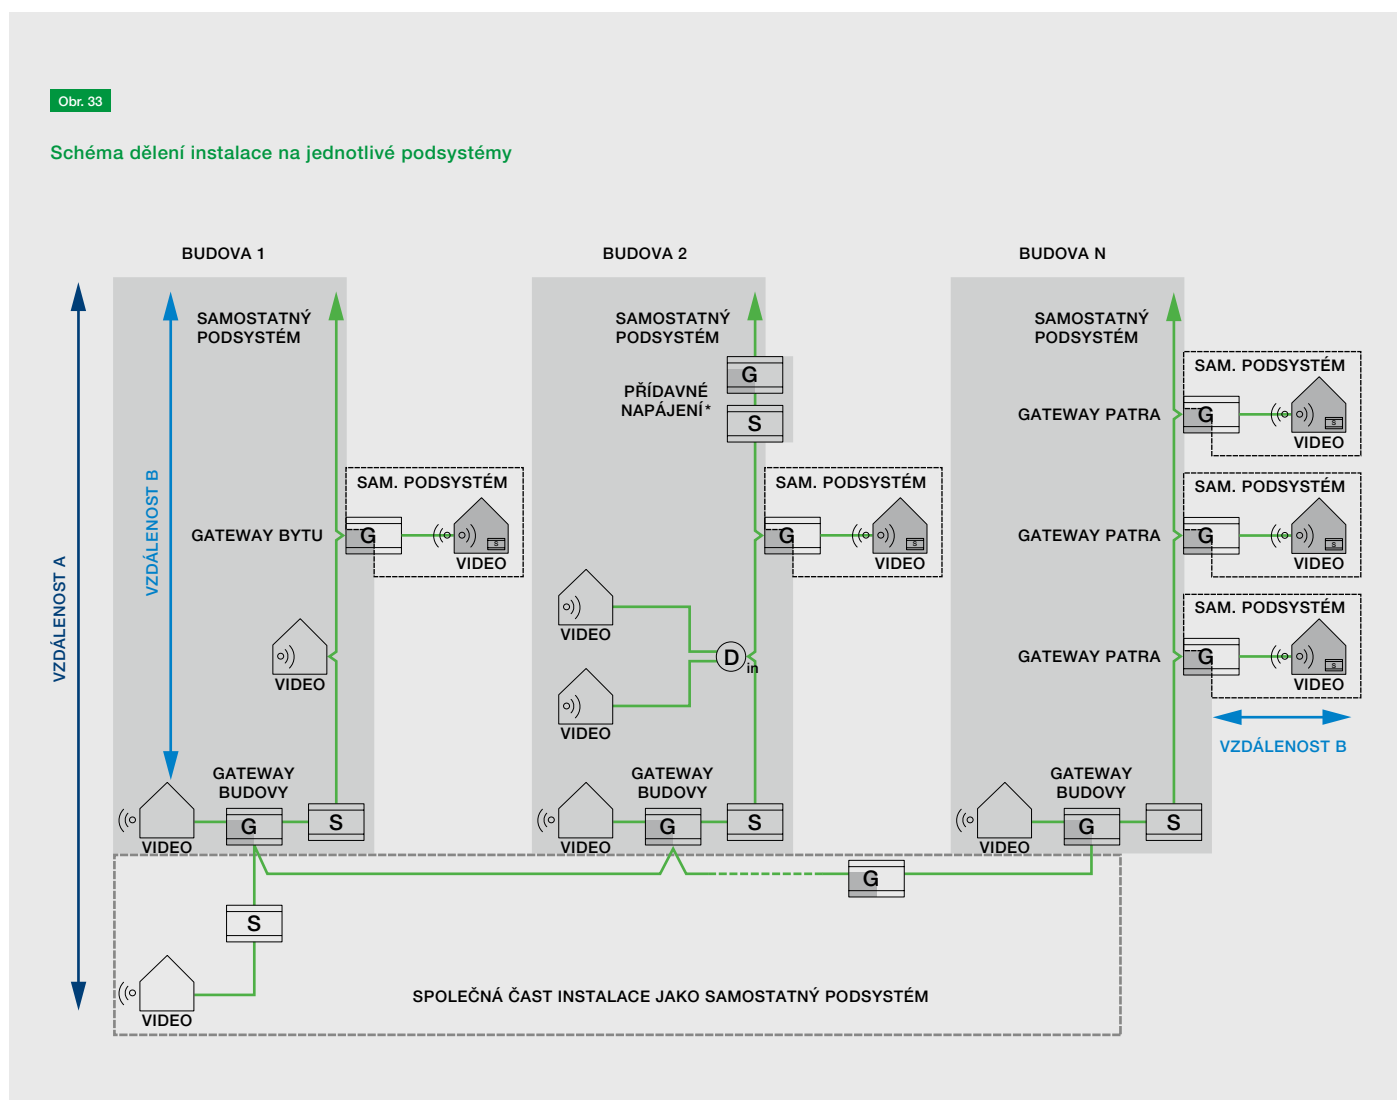 Obr. 33
Schéma dělení instalace na jednotlivé podsystémy
BUDOVA 1
BUDOVA 2
BUDOVA N
VZDÁLENOST A
VZDÁLENOST B
SAMOSTATNÝ
PODSYSTÉM
GATEWAY BYTU
G
SAM. PODSYSTÉM
S
VIDEO
VIDEO
GATEWAY
BUDOVY
VIDEO
G
S
SAMOSTATNÝ
PODSYSTÉM
PŘÍDAVNÉ
NAPÁJENÍ*
G
S
SAM. PODSYSTÉM
G
S
VIDEO
VIDEO
VIDEO
D
in
GATEWAY
BUDOVY
VIDEO
G
S
SAMOSTATNÝ
PODSYSTÉM
SAM. PODSYSTÉM
GATEWAY PATRA
G
S
VIDEO
SAM. PODSYSTÉM
GATEWAY PATRA
G
S
VIDEO
SAM. PODSYSTÉM
GATEWAY PATRA
G
S
VIDEO
VZDÁLENOST B
GATEWAY
BUDOVY
VIDEO
G
S
G
S
VIDEO
SPOLEČNÁ ČAST INSTALACE JAKO SAMOSTATNÝ PODSYSTÉM